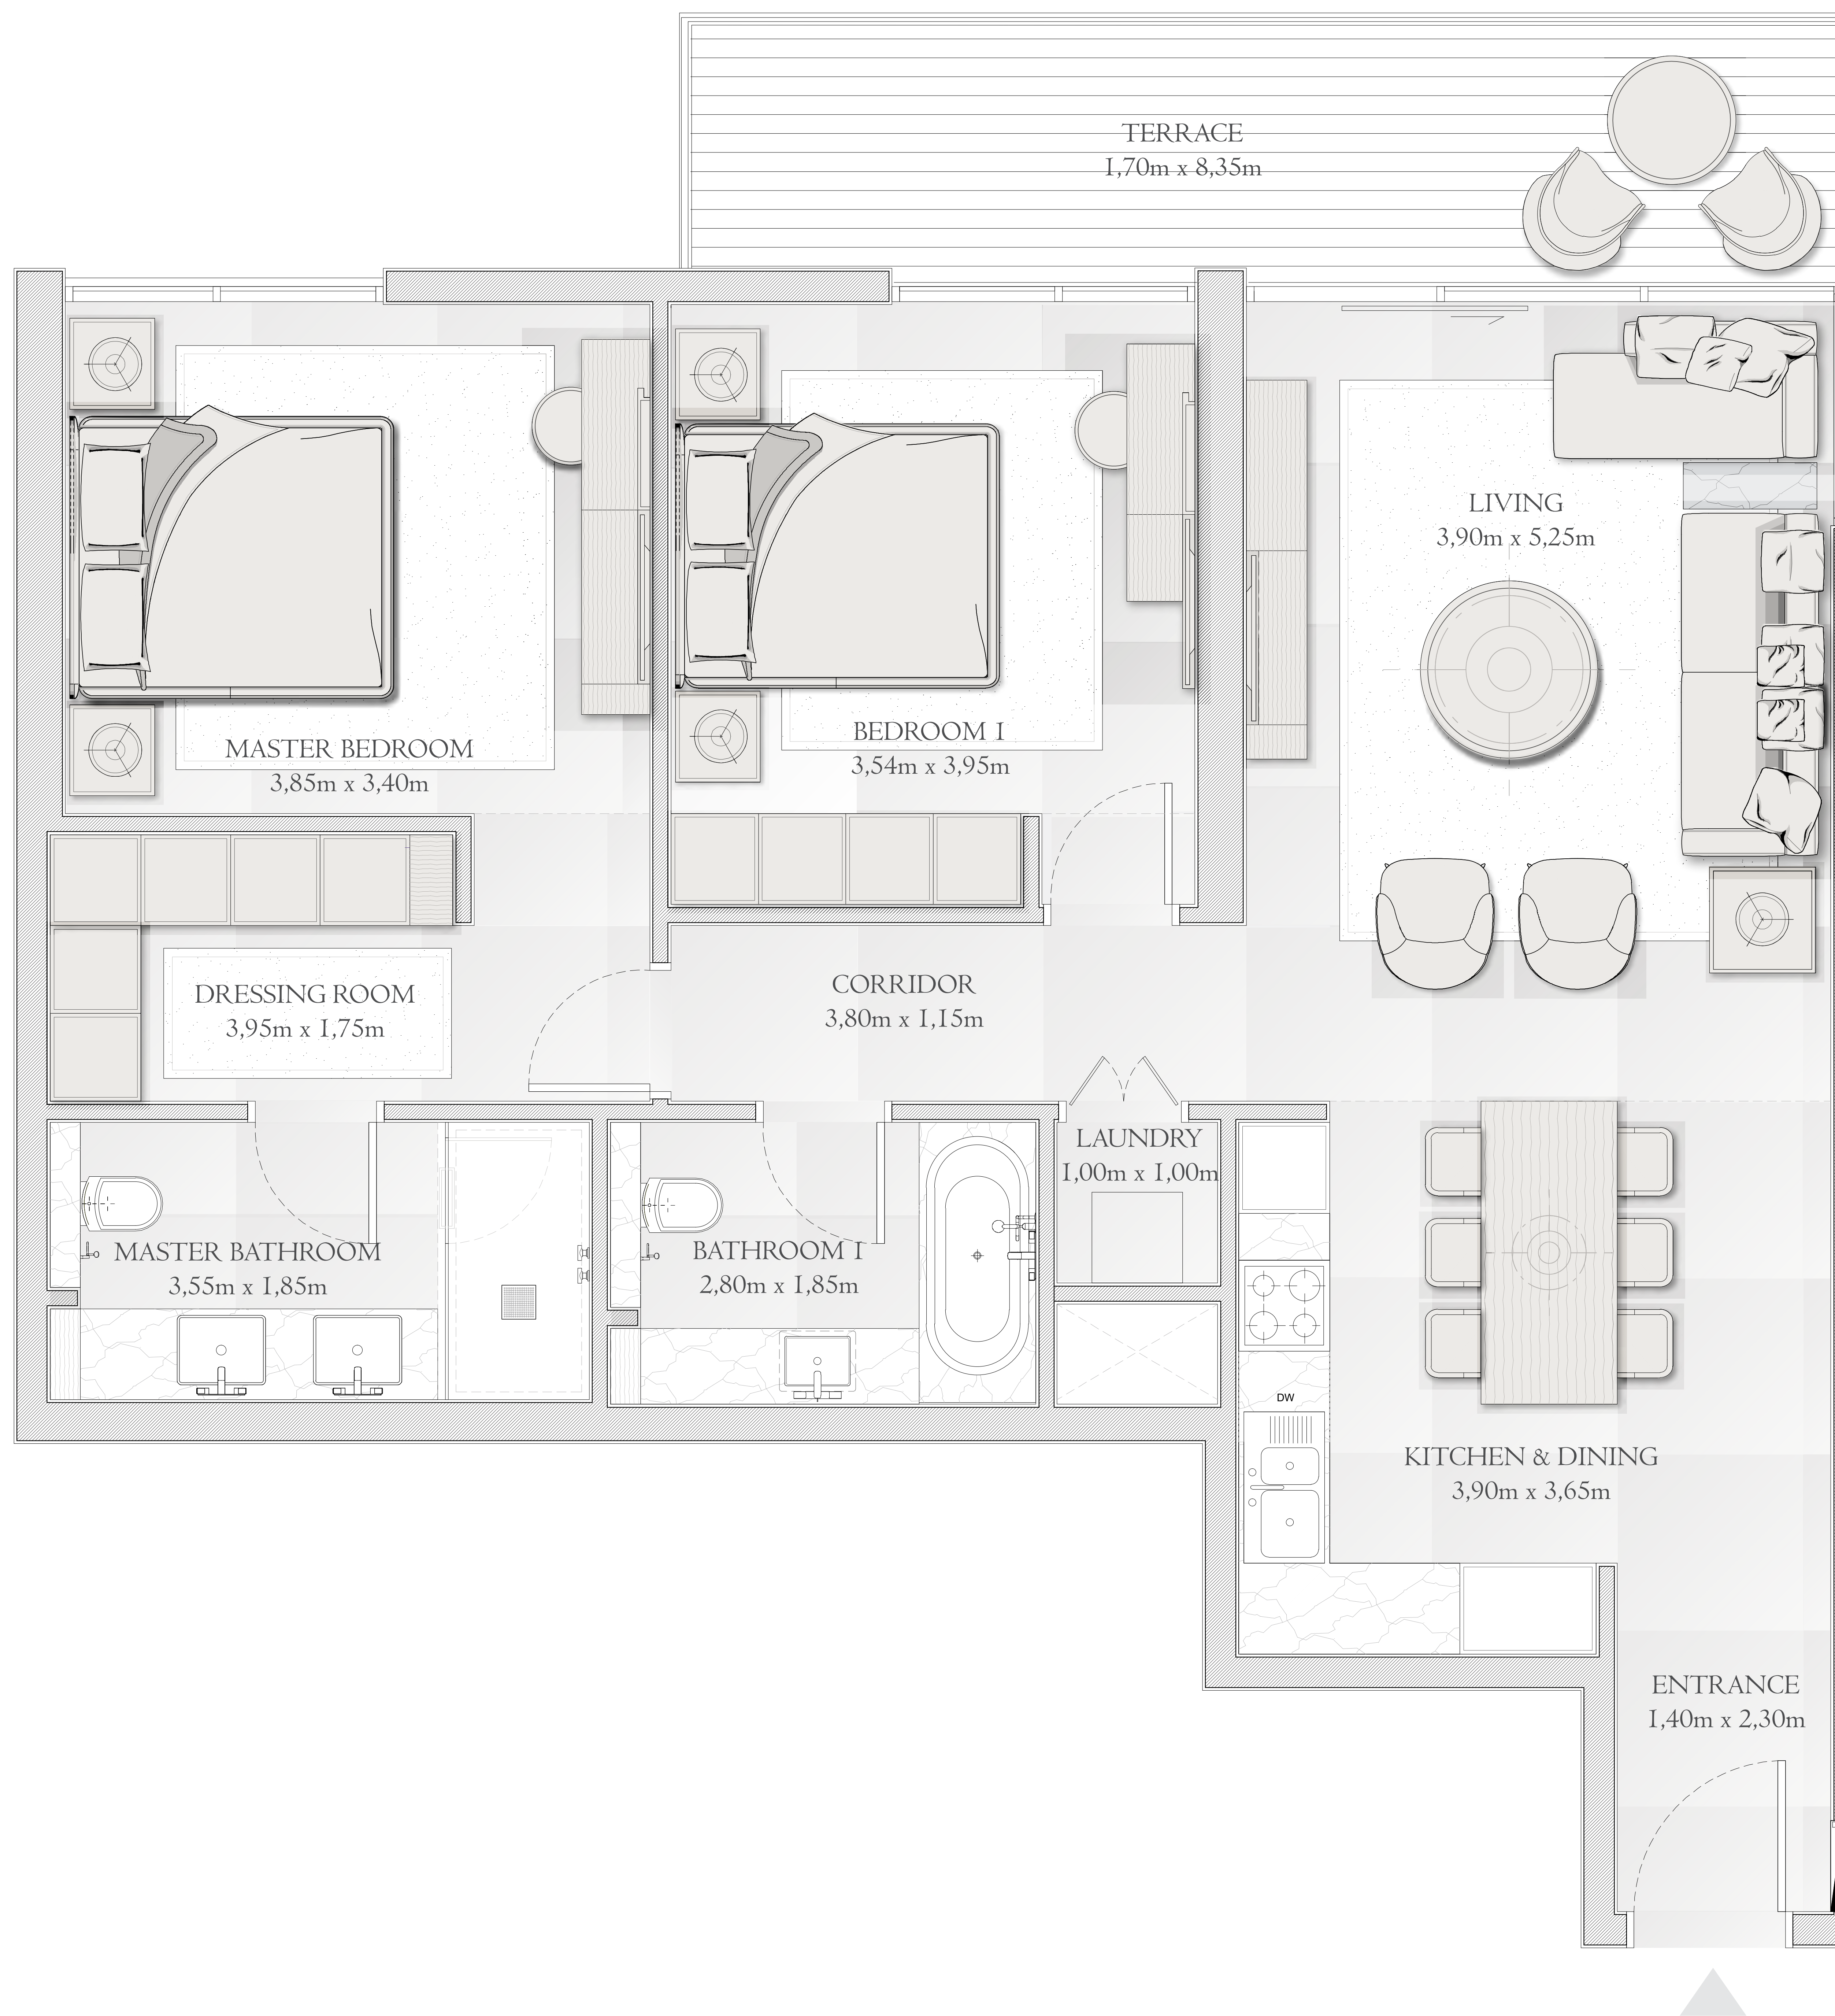 TERRACE
1,70m x 8,35m
LIVING
3,90m x 5,25m
MASTER BEDROOM
3,85m x 3,40m
BEDROOM 1
3,54m x 3,95m
DRESSING ROOM
3,95m x 1,75m
CORRIDOR
3,80m x 1,15m
LAUNDRY
1,00m x 1,00m
MASTER BATHROOM
3,55m x 1,85m
BATHROOM 1
2,80m x 1,85m
DW
KITCHEN & DINING
3,90m x 3,65m
ENTRANCE
1,40m x 2,30m